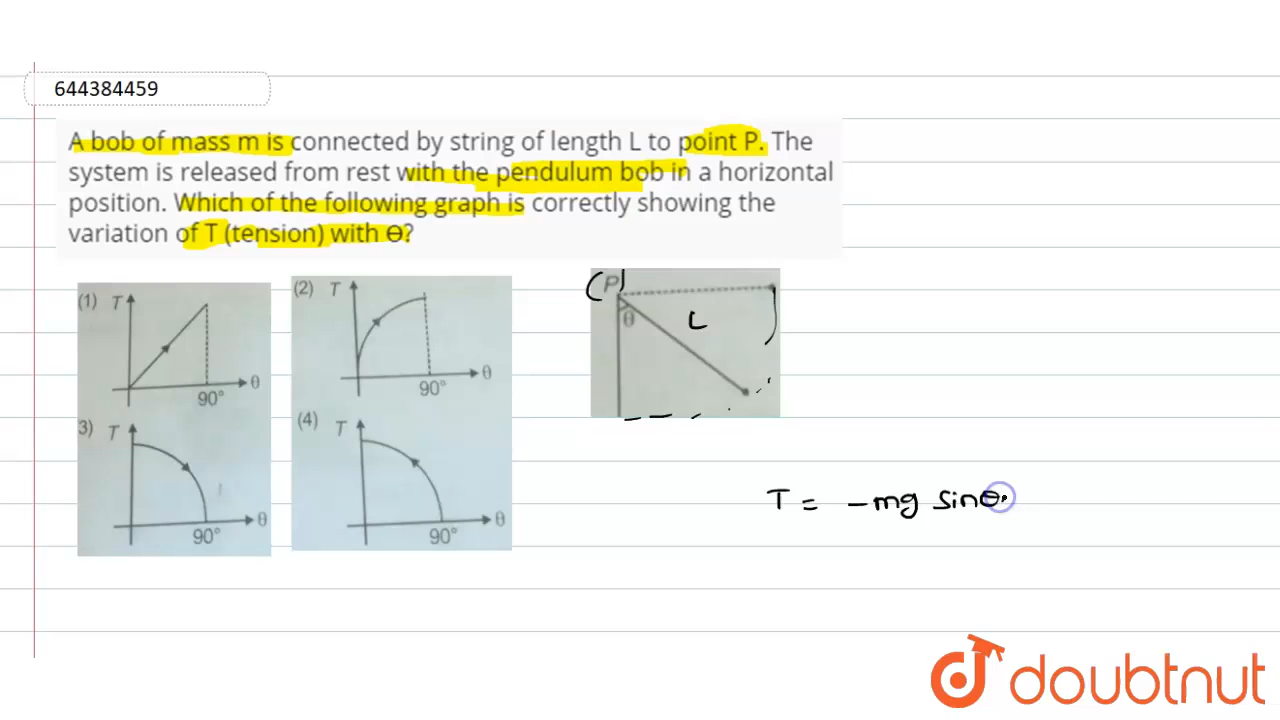 644384459
A bob of mass m is connected by string of length L to point P. The
system is released from rest with the pendulum bob in a horizontal
position. Which of the following graph is correctly showing the
variation of T (tension) with Θ?
(1) T
θ
90°
(2) T
θ
90°
3) T
θ
90°
(4) T
θ
90°
(P)
θ
L
T = -mg sinθ.
doubtnut